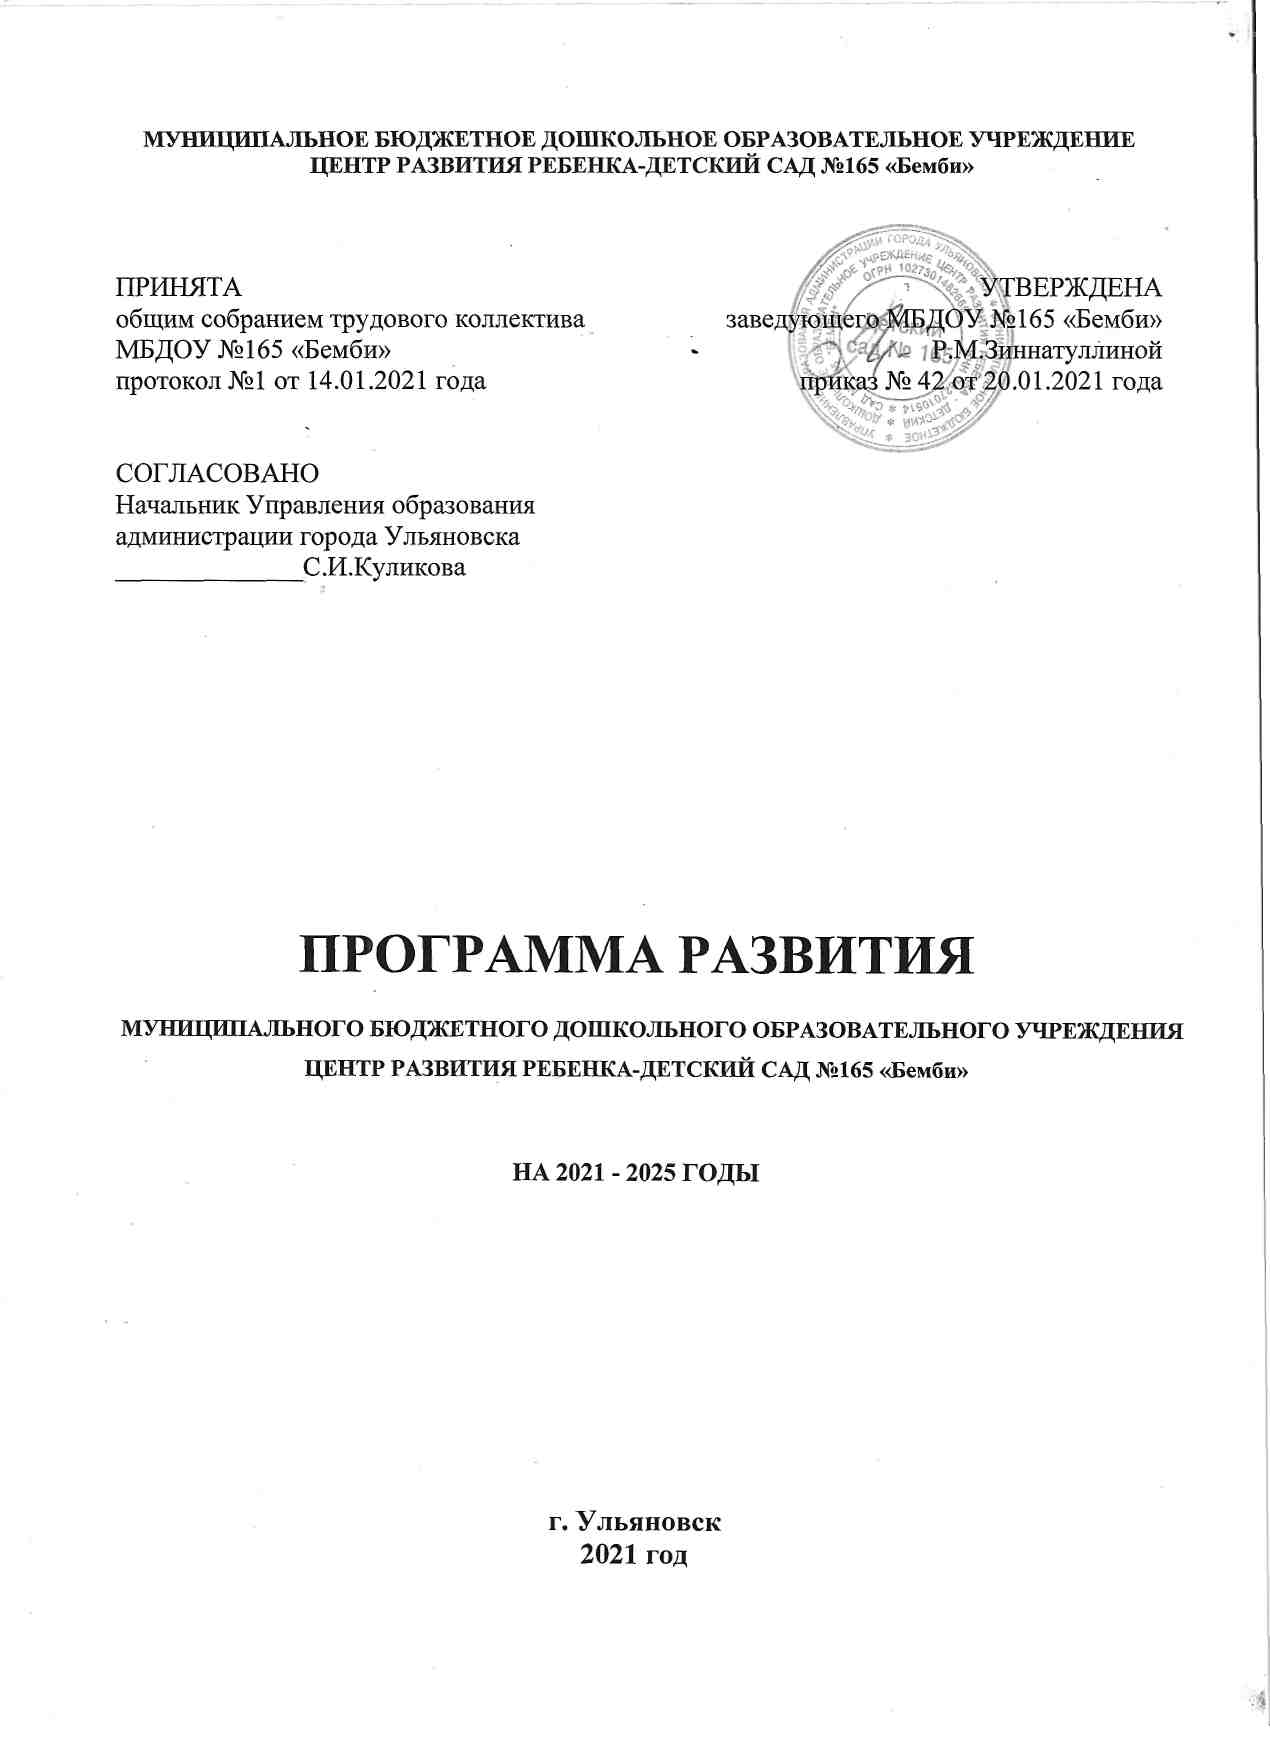 МУНИЦИПАЛЬНОЕ БЮДЖЕТНОЕ ДОШКОЛЬНОЕ ОБРАЗОВАТЕЛЬНОЕ УЧРЕЖДЕНИЕ
ЦЕНТР РАЗВИТИЯ РЕБЕНКА-ДЕТСКИЙ САД №165 «Бемби»
ПРИНЯТА
общим собранием трудового коллектива
МБДОУ №165 «Бемби»
протокол №1 от 14.01.2021 года
УТВЕРЖДЕНА
заведующего МБДОУ №165 «Бемби»
Р.М.Зиннатуллиной
приказ № 42 от 20.01.2021 года
сад № 165
СОГЛАСОВАНО
Начальник Управления образования
администрации города Ульяновска
______________С.И.Куликова
ПРОГРАММА РАЗВИТИЯ
МУНИЦИПАЛЬНОГО БЮДЖЕТНОГО ДОШКОЛЬНОГО ОБРАЗОВАТЕЛЬНОГО УЧРЕЖДЕНИЯ
ЦЕНТР РАЗВИТИЯ РЕБЕНКА-ДЕТСКИЙ САД №165 «Бемби»
НА 2021 - 2025 ГОДЫ
г. Ульяновск
2021 год